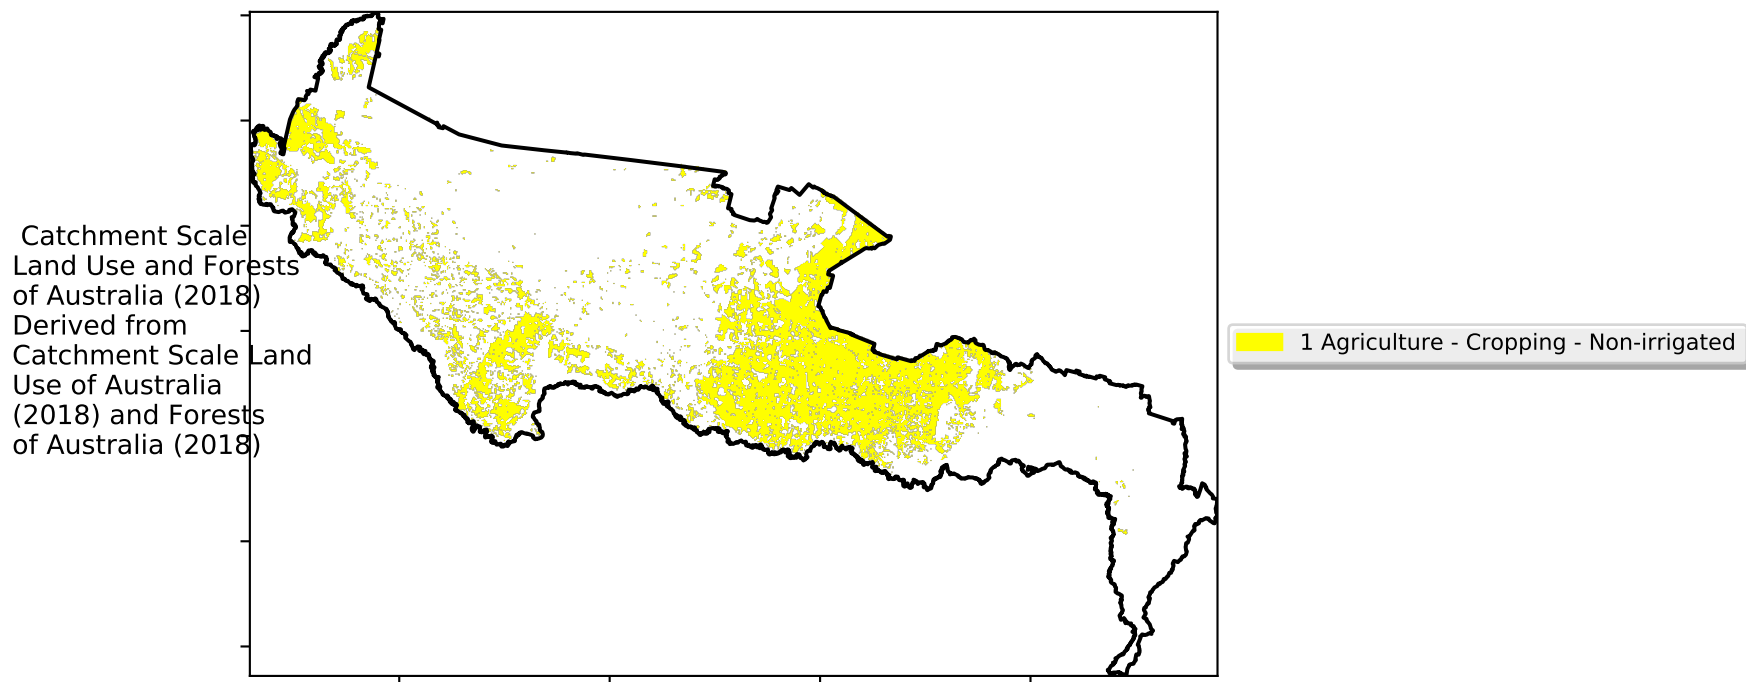 Catchment Scale
Land Use and Forests
of Australia (2018)
Derived from
Catchment Scale Land
Use of Australia
(2018) and Forests
of Australia (2018)
1 Agriculture - Cropping - Non-irrigated